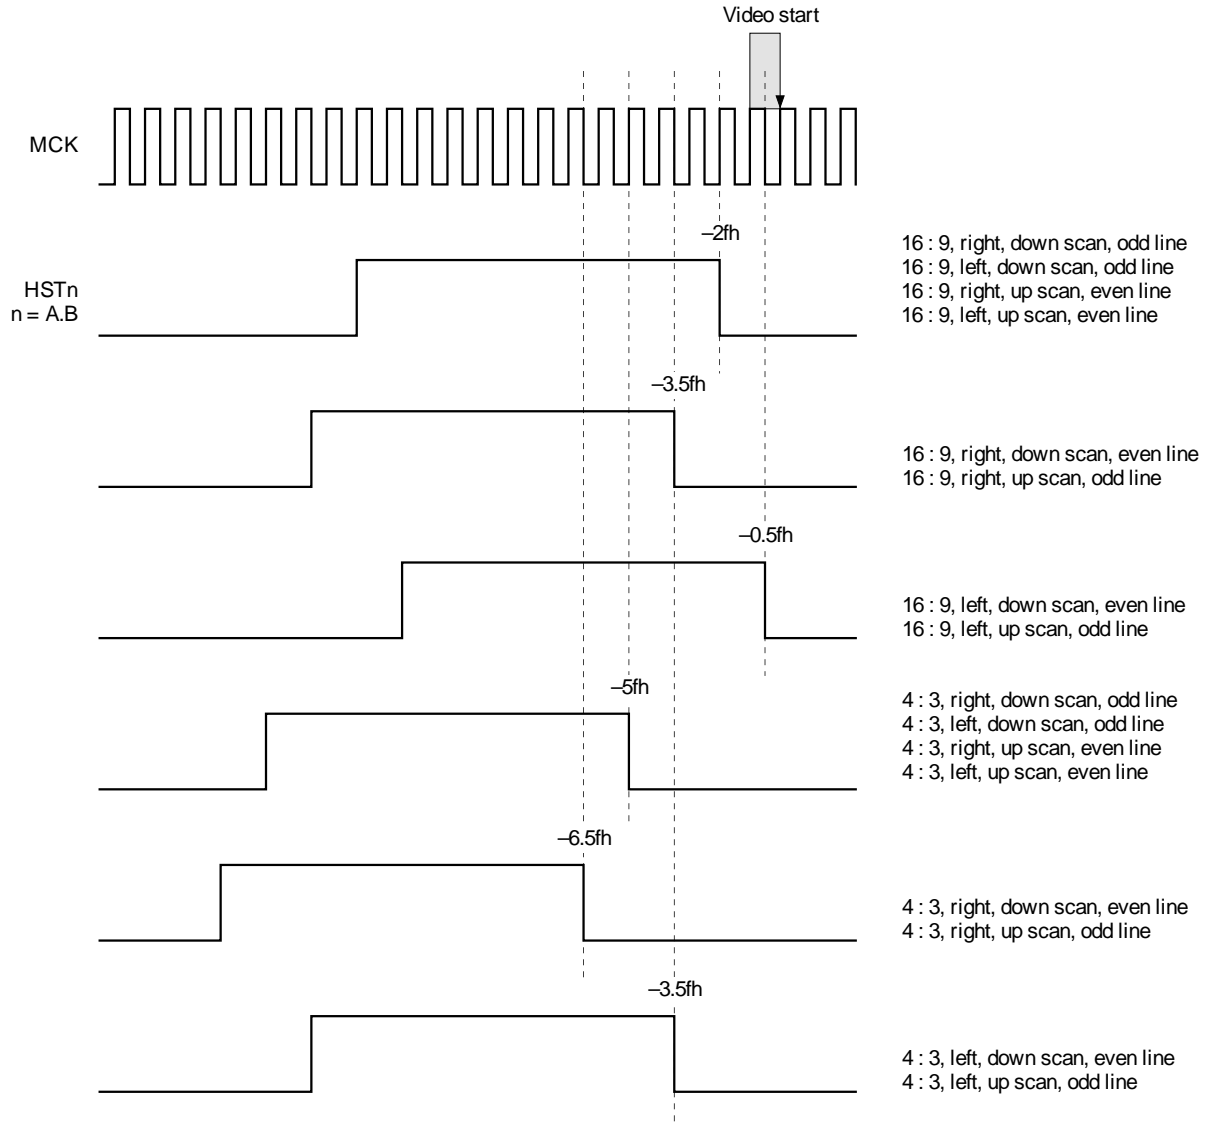 Video start
MCK
–2fh
HSTn
n = A.B
16 : 9, right, down scan, odd line
16 : 9, left, down scan, odd line
16 : 9, right, up scan, even line
16 : 9, left, up scan, even line
–3.5fh
16 : 9, right, down scan, even line
16 : 9, right, up scan, odd line
–0.5fh
16 : 9, left, down scan, even line
16 : 9, left, up scan, odd line
–5fh
4 : 3, right, down scan, odd line
4 : 3, left, down scan, odd line
4 : 3, right, up scan, even line
4 : 3, left, up scan, even line
–6.5fh
4 : 3, right, down scan, even line
4 : 3, right, up scan, odd line
–3.5fh
4 : 3, left, down scan, even line
4 : 3, left, up scan, odd line